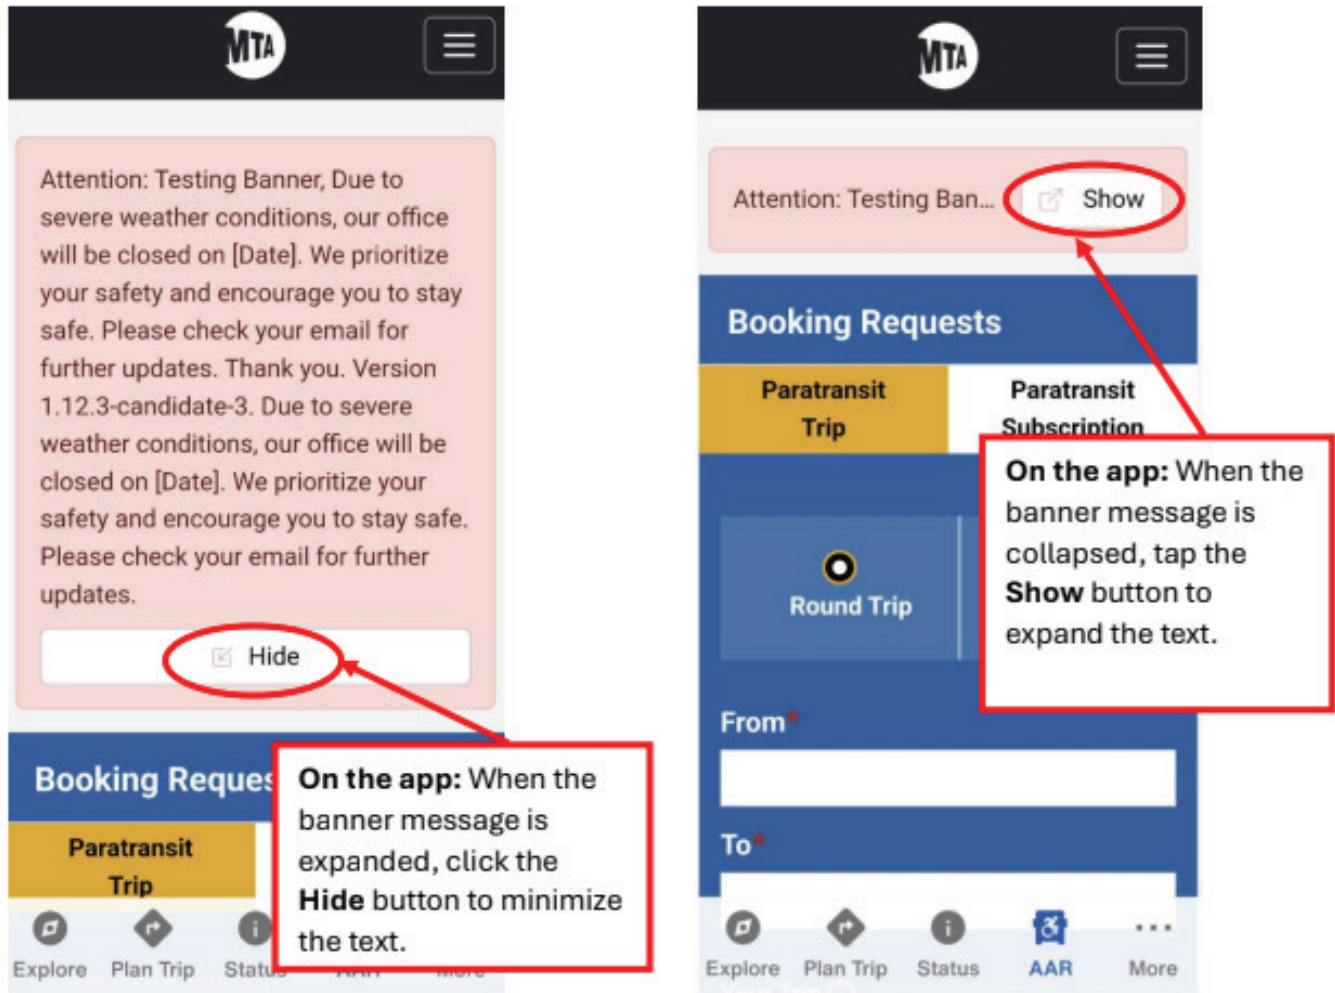 MTA
Attention: Testing Banner, Due to
severe weather conditions, our office
will be closed on [Date]. We prioritize
your safety and encourage you to stay
safe. Please check your email for
further updates. Thank you. Version
1.12.3-candidate-3. Due to severe
weather conditions, our office will be
closed on [Date]. We prioritize your
safety and encourage you to stay safe.
Please check your email for further
updates.
Hide
Booking Reques
Paratransit
Trip
On the app: When the
banner message is
expanded, click the
Hide button to minimize
the text.
Explore Plan Trip Status AAR More
MTA
Attention: Testing Ban... Show
Booking Requests
Paratransit
Trip
Paratransit
Subscription
On the app: When the
banner message is
collapsed, tap the
Show button to
expand the text.
Round Trip
From*
To*
Explore Plan Trip Status AAR More